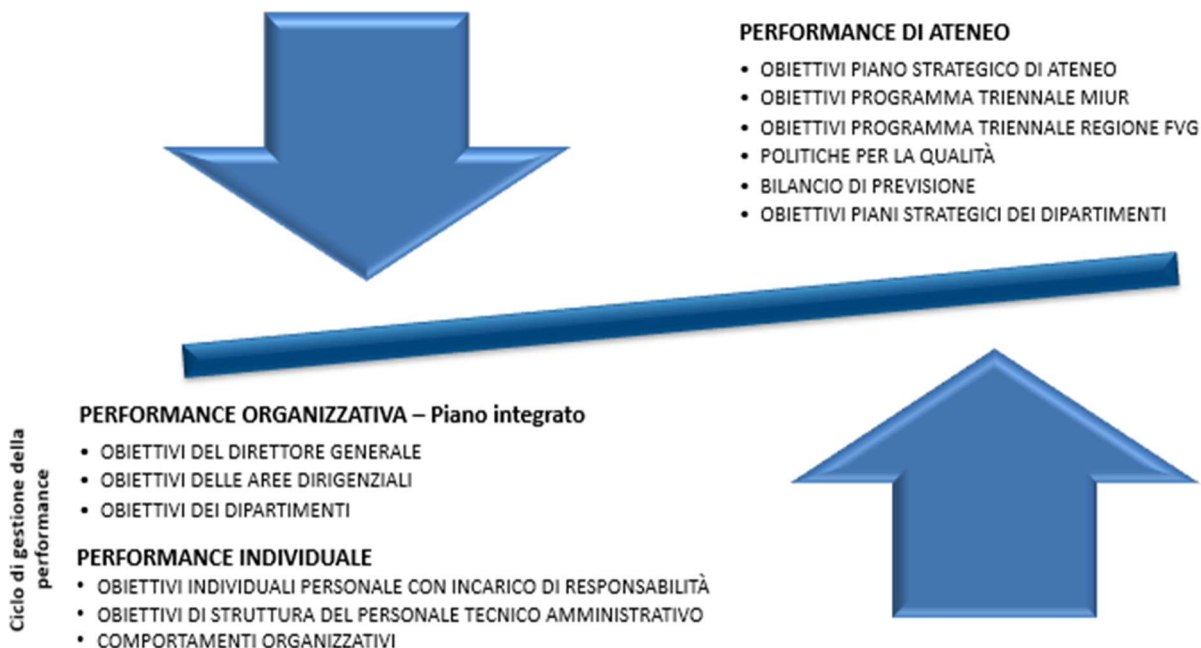 PERFORMANCE DI ATENEO
• OBIETTIVI PIANO STRATEGICO DI ATENEO
• OBIETTIVI PROGRAMMA TRIENNALE MIUR
• OBIETTIVI PROGRAMMA TRIENNALE REGIONE FVG
• POLITICHE PER LA QUALITÀ
• BILANCIO DI PREVISIONE
• OBIETTIVI PIANI STRATEGICI DEI DIPARTIMENTI
PERFORMANCE ORGANIZZATIVA – Piano integrato
• OBIETTIVI DEL DIRETTORE GENERALE
• OBIETTIVI DELLE AREE DIRIGENZIALI
• OBIETTIVI DEI DIPARTIMENTI
PERFORMANCE INDIVIDUALE
• OBIETTIVI INDIVIDUALI PERSONALE CON INCARICO DI RESPONSABILITÀ
• OBIETTIVI DI STRUTTURA DEL PERSONALE TECNICO AMMINISTRATIVO
• COMPORTAMENTI ORGANIZZATIVI
Ciclo di gestione della
performance